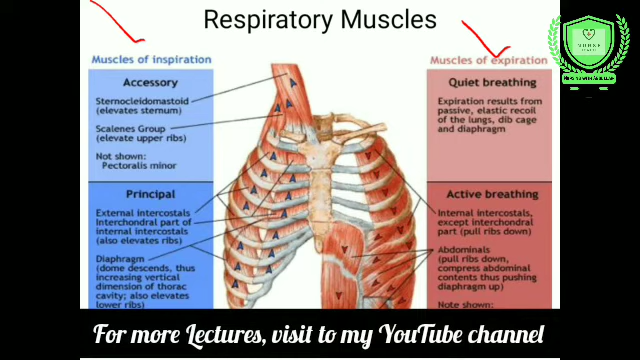 Respiratory Muscles
Muscles of inspiration
Accessory
Sternocleidomastoid
(elevates sternum)
Scalenes Group
(elevate upper ribs)
Not shown:
Pectoralis minor
Principal
External intercostals
Interchondral part of
internal intercostals
(also elevates ribs)
Diaphragm
(dome descends, thus
increasing vertical
dimension of thorac
cavity; also elevates
lower ribs)
Muscles of expiration
Quiet breathing
Expiration results from
passive, elastic recoil
of the lungs, dib cage
and diaphragm
Active breathing
Internal intercostals,
except interchondral
part (pull ribs down)
Abdominals
(pull ribs down,
compress abdominal
contents thus pushing
diaphragm up)
Note shown:
For more Lectures, visit to my YouTube channel